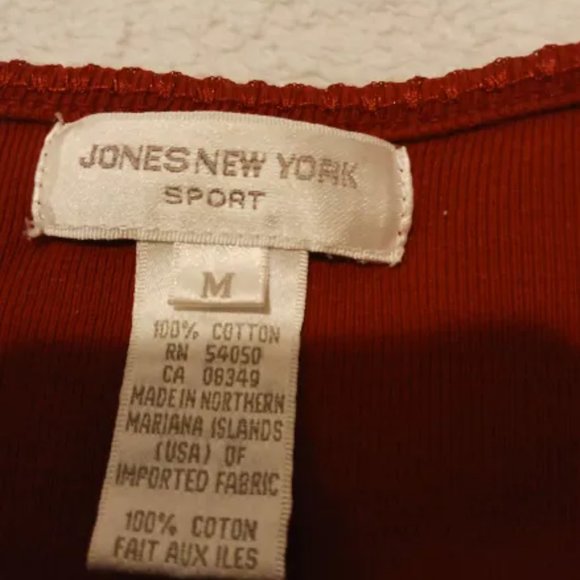 JONES NEW YORK
SPORT
M
100% COTTON
RN 54050
CA 08349
MADE IN NORTHERN
MARIANA ISLANDS
(USA) OF
IMPORTED FABRIC
100% COTON
FAIT AUX ILES